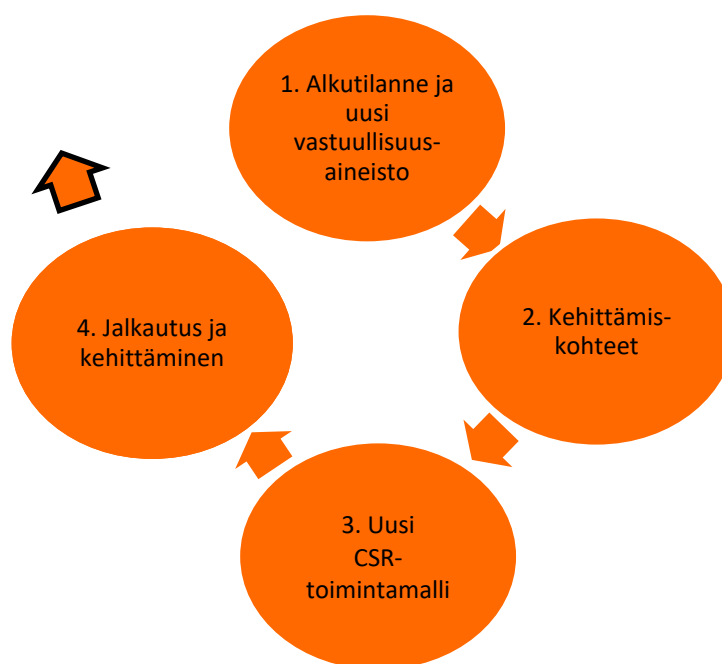 1. Alkutilanne ja
uusi
vastuullisuus-
aineisto
2. Kehittämis-
kohteet
3. Uusi
CSR-
toimintamalli
4. Jalkautus ja
kehittäminen